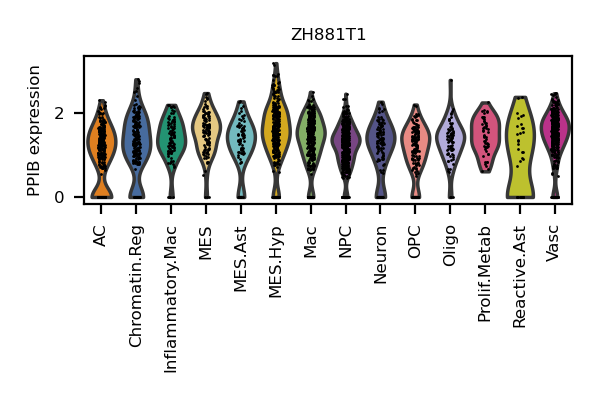 ZH881T1
PPIB expression
2
0
AC
Chromatin.Reg
Inflammatory.Mac
MES
MES.Ast
MES.Hyp
Mac
NPC
Neuron
OPC
Oligo
Prolif.Metab
Reactive.Ast
Vasc